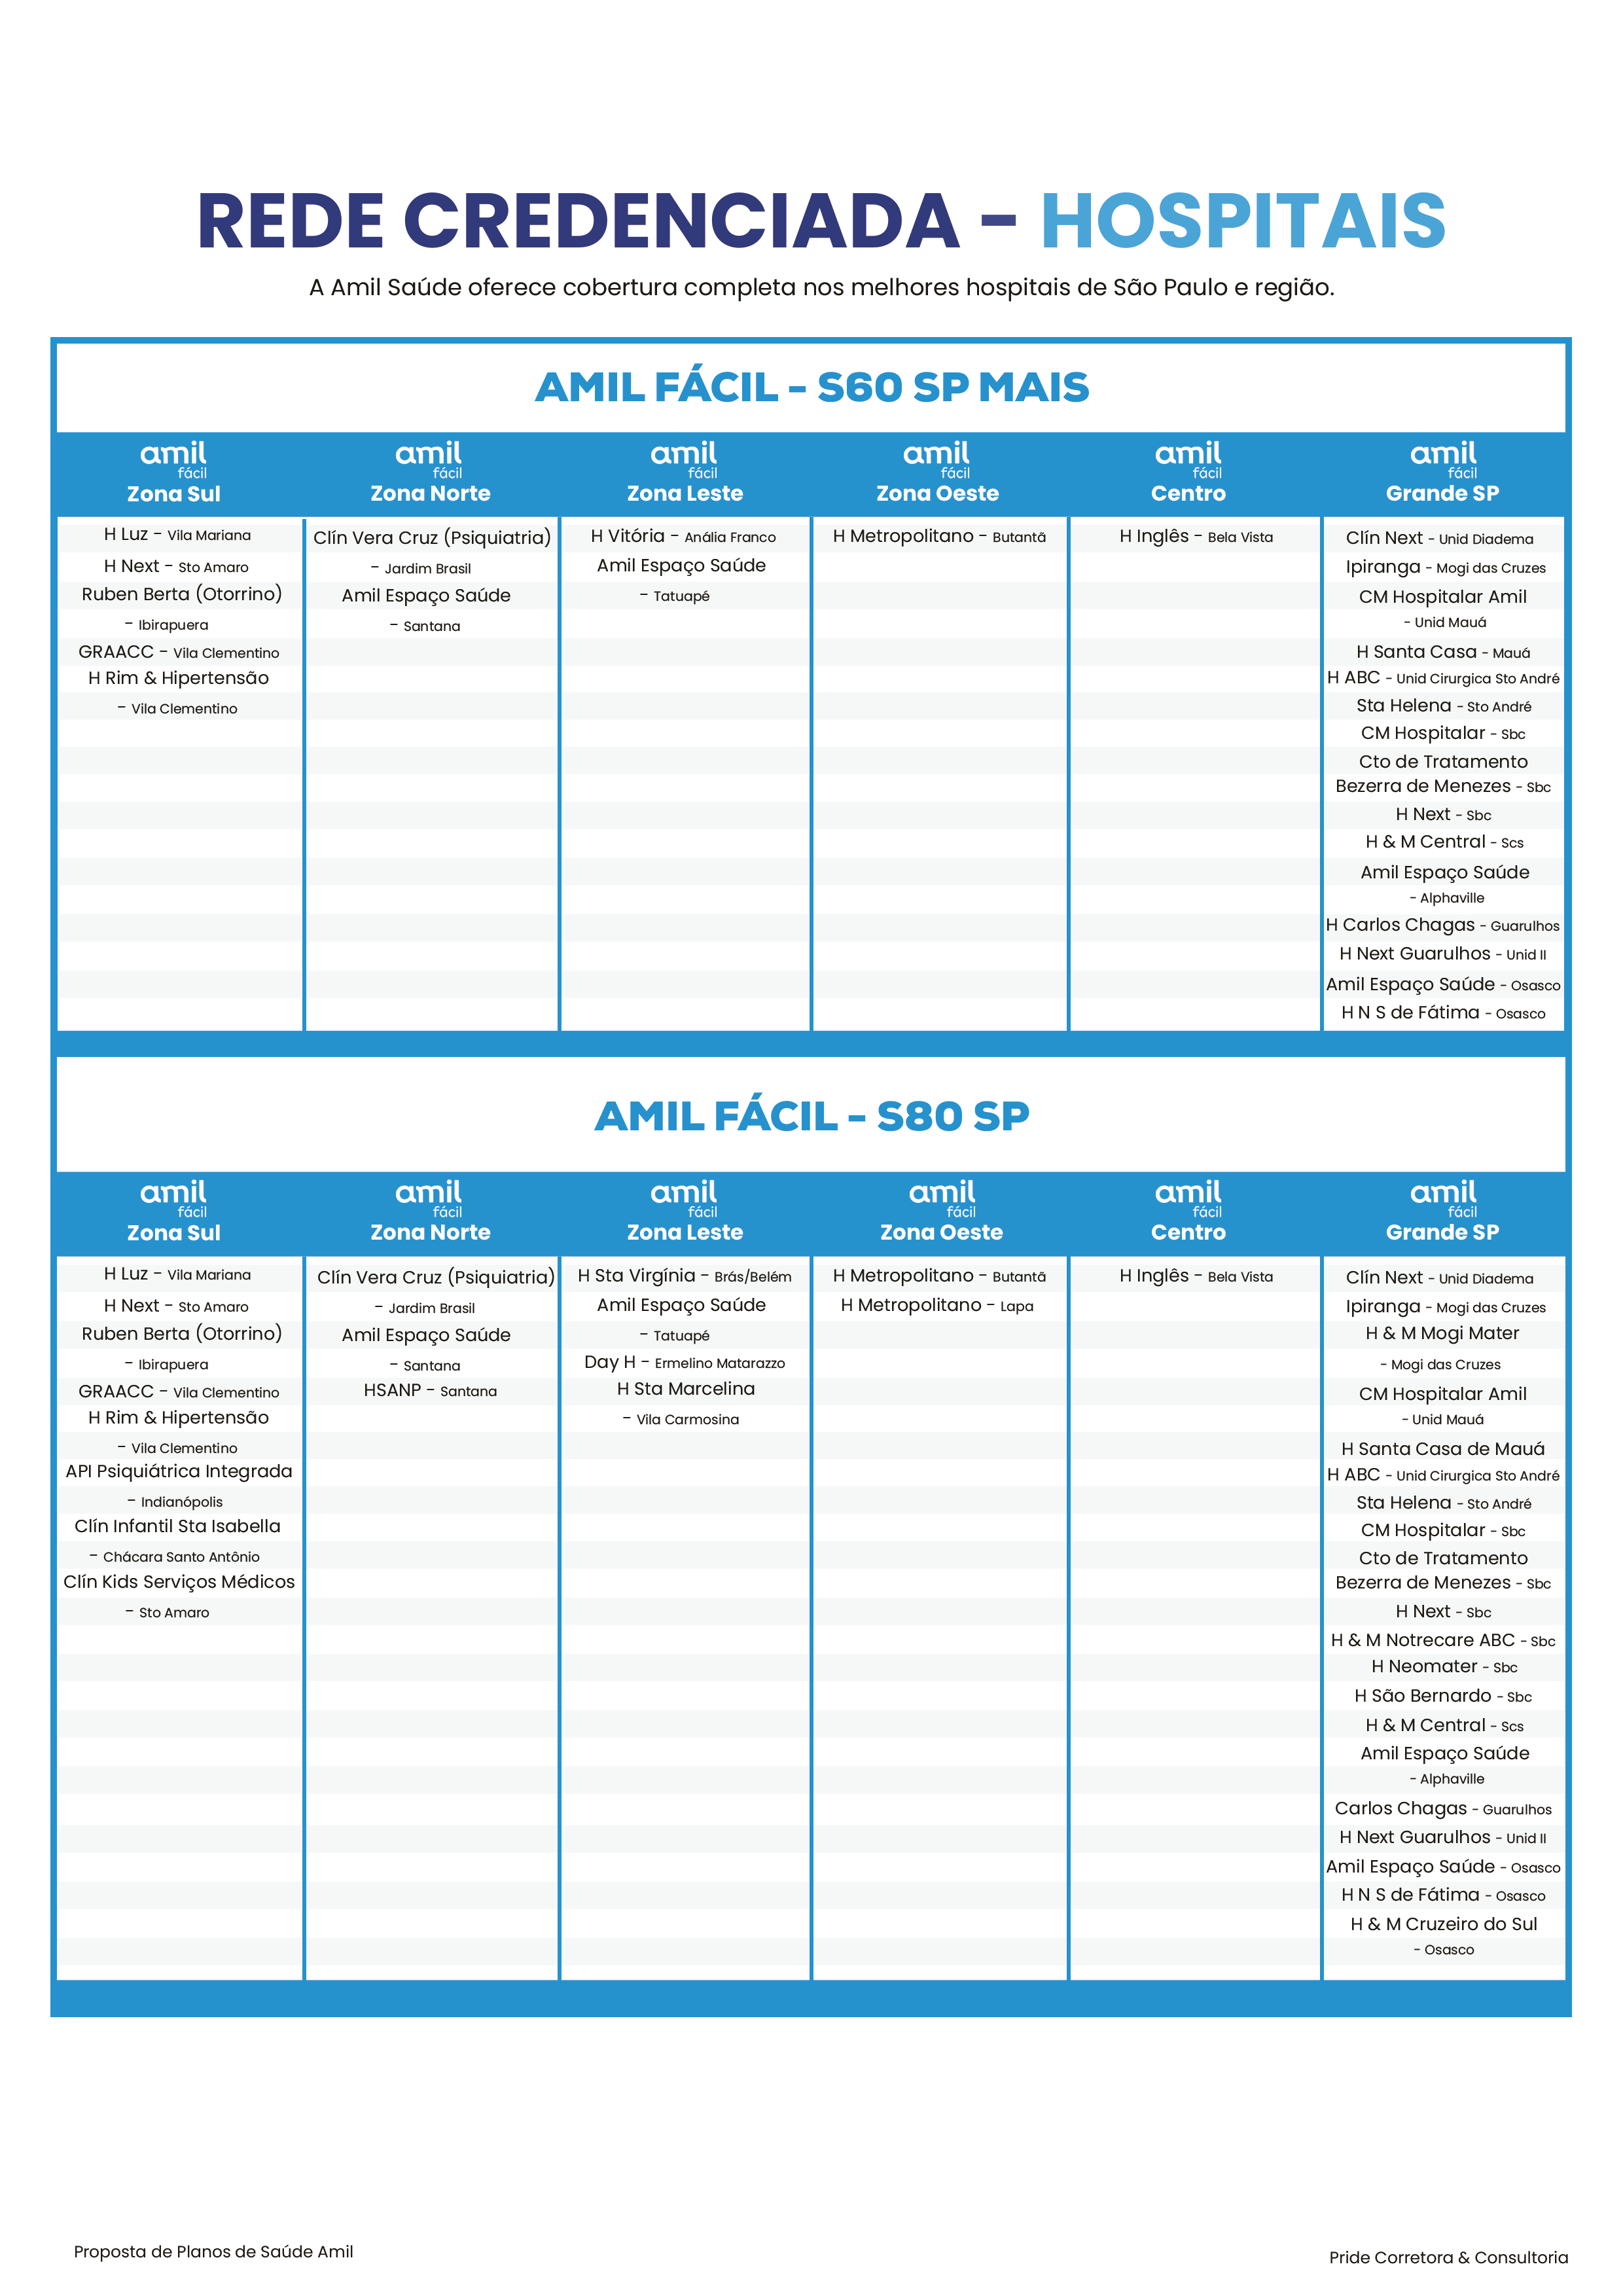 REDE CREDENCIADA - HOSPITAIS
A Amil Saúde oferece cobertura completa nos melhores hospitais de São Paulo e região.
AMIL FÁCIL - S60 SP MAIS
amil
fácil
Zona Sul
H Luz - Vila Mariana
H Next - Sto Amaro
Ruben Berta (Otorrino)
- Ibirapuera
GRAACC - Vila Clementino
H Rim & Hipertensão
- Vila Clementino
amil
fácil
Zona Norte
Clín Vera Cruz (Psiquiatria)
- Jardim Brasil
Amil Espaço Saúde
- Santana
amil
fácil
Zona Leste
H Vitória - Anália Franco
Amil Espaço Saúde
- Tatuapé
amil
fácil
Zona Oeste
H Metropolitano - Butantã
amil
fácil
Centro
H Inglês - Bela Vista
amil
fácil
Grande SP
Clín Next - Unid Diadema
Ipiranga - Mogi das Cruzes
CM Hospitalar Amil
- Unid Mauá
H Santa Casa - Mauá
H ABC - Unid Cirurgica Sto André
Sta Helena - Sto André
CM Hospitalar - Sbc
Cto de Tratamento
Bezerra de Menezes - Sbc
H Next - Sbc
H & M Central - Scs
Amil Espaço Saúde
- Alphaville
H Carlos Chagas - Guarulhos
H Next Guarulhos - Unid II
Amil Espaço Saúde - Osasco
H N S de Fátima - Osasco
AMIL FÁCIL - S80 SP
amil
fácil
Zona Sul
H Luz - Vila Mariana
H Next - Sto Amaro
Ruben Berta (Otorrino)
- Ibirapuera
GRAACC - Vila Clementino
H Rim & Hipertensão
- Vila Clementino
API Psiquiátrica Integrada
- Indianópolis
Clín Infantil Sta Isabella
- Chácara Santo Antônio
Clín Kids Serviços Médicos
- Sto Amaro
amil
fácil
Zona Norte
Clín Vera Cruz (Psiquiatria)
- Jardim Brasil
Amil Espaço Saúde
- Santana
HSANP - Santana
amil
fácil
Zona Leste
H Sta Virgínia - Brás/Belém
Amil Espaço Saúde
- Tatuapé
Day H - Ermelino Matarazzo
H Sta Marcelina
- Vila Carmosina
amil
fácil
Zona Oeste
H Metropolitano - Butantã
H Metropolitano - Lapa
amil
fácil
Centro
H Inglês - Bela Vista
amil
fácil
Grande SP
Clín Next - Unid Diadema
Ipiranga - Mogi das Cruzes
H & M Mogi Mater
- Mogi das Cruzes
CM Hospitalar Amil
- Unid Mauá
H Santa Casa de Mauá
H ABC - Unid Cirurgica Sto André
Sta Helena - Sto André
CM Hospitalar - Sbc
Cto de Tratamento
Bezerra de Menezes - Sbc
H Next - Sbc
H & M Notrecare ABC - Sbc
H Neomater - Sbc
H São Bernardo - Sbc
H & M Central - Scs
Amil Espaço Saúde
- Alphaville
Carlos Chagas - Guarulhos
H Next Guarulhos - Unid II
Amil Espaço Saúde - Osasco
H N S de Fátima - Osasco
H & M Cruzeiro do Sul
- Osasco
Proposta de Planos de Saúde Amil
Pride Corretora & Consultoria